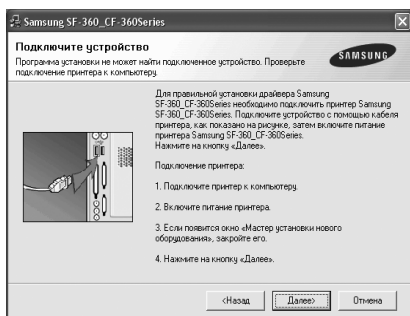 Samsung SF-360_CF-360Series
Подключите устройство
Программа установки не может найти подключенное устройство. Проверьте
подключение принтера к компьютеру.
SAMSUNG
Для правильной установки драйвера Samsung
SF-360_CF-360Series необходимо подключить принтер Samsung
SF-360_CF-360Series. Подключите устройство с помощью кабеля
принтера, как показано на рисунке, затем включите питание
принтера Samsung SF-360_CF-360Series.
Нажмите на кнопку «Далее».
Подключение принтера:
1. Подключите принтер к компьютеру.
2. Включите питание принтера.
3. Если появится окно «Мастер установки нового
оборудования», закройте его.
4. Нажмите на кнопку «Далее».
<Назад Далее> Отмена